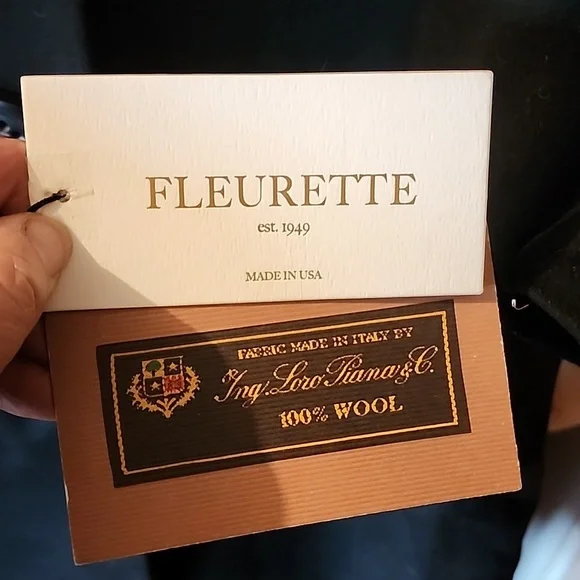 FLEURETTE
est. 1949
MADE IN USA
FABRIC MADE IN ITALY BY
Ing. Loro Piana & C.
100% WOOL